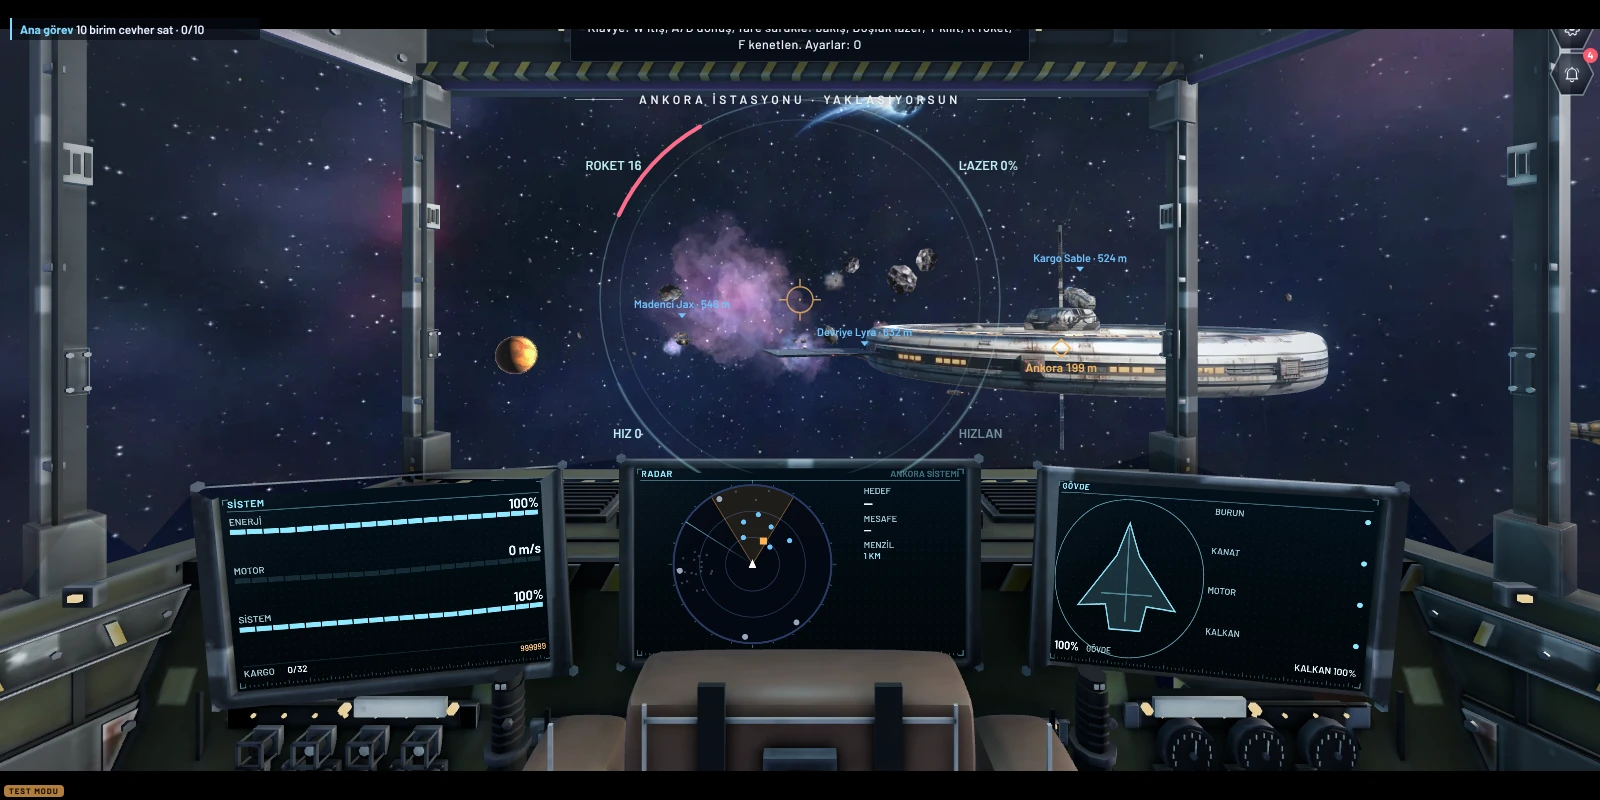 Ana görev 10 birim cevher sat · 0/10
F kenetlen. Ayarlar: O
4
ANKORA İSTASYONU · YAKLAŞIYORSUN
ROKET 16
LAZER 0%
Kargo Sable · 524 m
Madenci Jax · 546 m
Devriye Lyra · 652 m
Ankora 199 m
HIZ 0
HIZLAN
SİSTEM
ENERJİ
100%
0 m/s
MOTOR
100%
SİSTEM
999999
KARGO 0/32
RADAR
ANKORA SİSTEMİ
HEDEF
—
MESAFE
—
MENZİL
1 KM
GÖVDE
BURUN
KANAT
MOTOR
KALKAN
100% GÖVDE
KALKAN 100%
TEST MODU